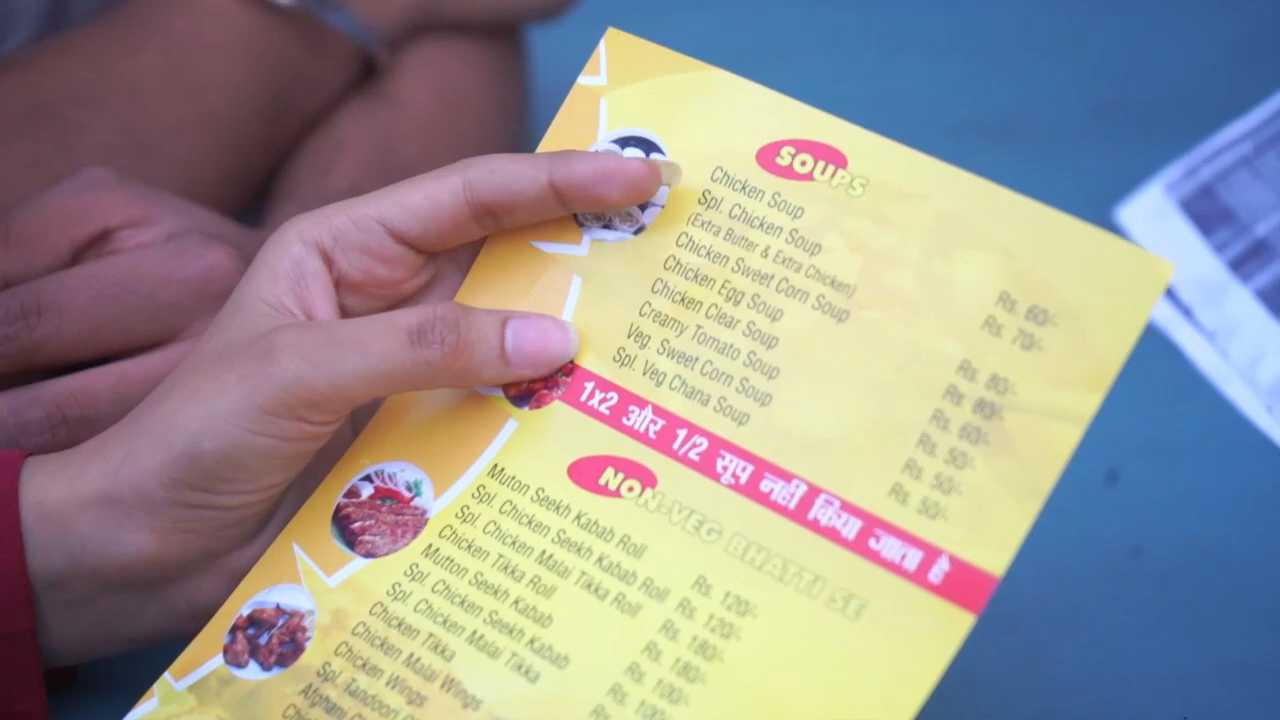 SOUPS
Chicken Soup Rs. 60/-
Spl. Chicken Soup Rs. 70/-
(Extra Butter & Extra Chicken)
Chicken Sweet Corn Soup Rs. 80/-
Chicken Egg Soup Rs. 80/-
Chicken Clear Soup Rs. 60/-
Creamy Tomato Soup Rs. 50/-
Veg. Sweet Corn Soup Rs. 50/-
Spl. Veg Chana Soup Rs. 50/-
1x2 और 1/2 सूप नहीं किया जाता है
NON-VEG BHATTI SE
Muton Seekh Kabab Roll Rs. 120/-
Spl. Chicken Seekh Kabab Roll Rs. 120/-
Spl. Chicken Malai Tikka Roll Rs. 180/-
Chicken Tikka Roll Rs. 180/-
Mutton Seekh Kabab Rs. 100/-
Spl. Chicken Seekh Kabab Rs. 100/-
Spl. Chicken Malai Tikka Rs.
Chicken Tikka
Chicken Malai Wings
Chicken Wings
Spl. Tandoori
Afghani